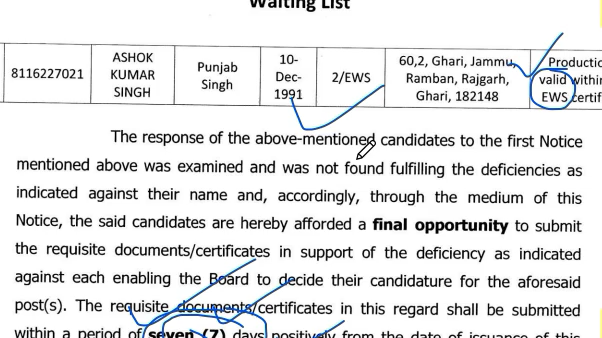 Waiting List
8116227021 ASHOK KUMAR SINGH Punjab Singh 10-Dec-1991 2/EWS 60,2, Ghari, Jammu, Ramban, Rajgarh, Ghari, 182148 valid within EWS
The response of the above-mentioned candidates to the first Notice
mentioned above was examined and was not found fulfilling the deficiencies as
indicated against their name and, accordingly, through the medium of this
Notice, the said candidates are hereby afforded a final opportunity to submit
the requisite documents/certificates in support of the deficiency as indicated
against each enabling the Board to decide their candidature for the aforesaid
post(s). The requisite documents/certificates in this regard shall be submitted
within a period of seven (7) days positively from the date of issuance of this